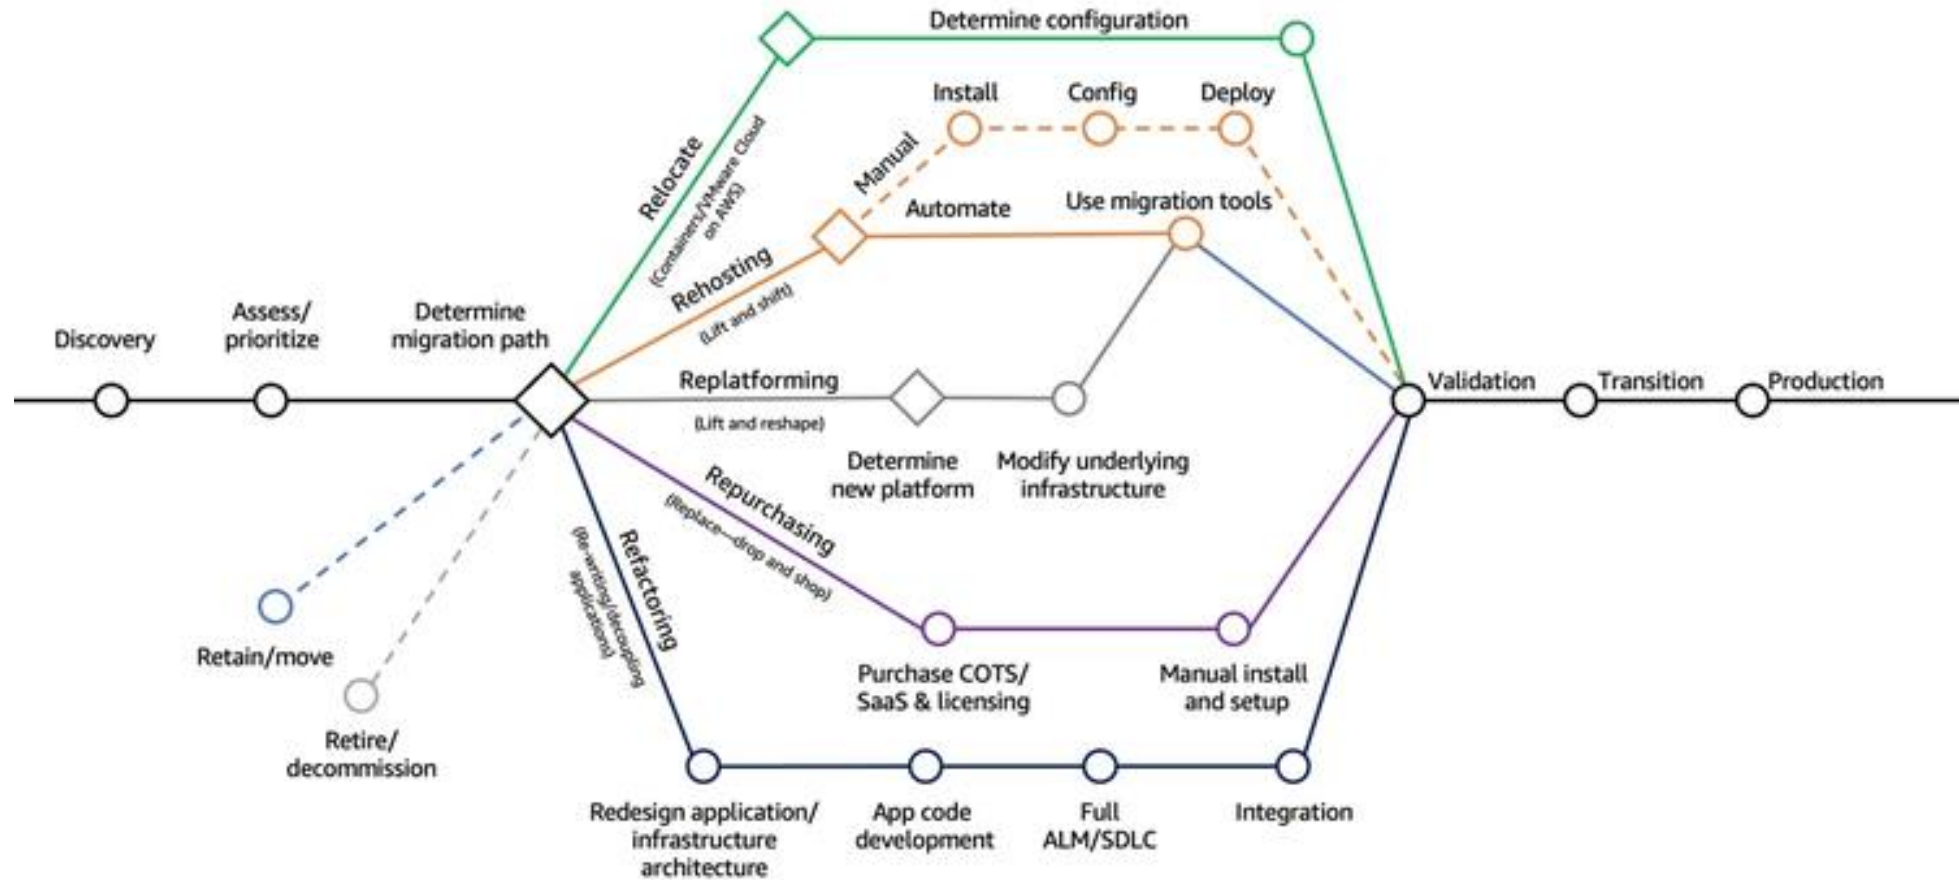 Determine configuration
Install
Config
Deploy
Manual
Relocate
(Containers/VMware Cloud
on AWS)
Automate
Use migration tools
Rehosting
(Lift and shift)
Discovery
Assess/
prioritize
Determine
migration path
Replatforming
(Lift and reshape)
Validation
Transition
Production
Determine
new platform
Modify underlying
infrastructure
Repurchasing
(Replace—drop and shop)
Refactoring
(Re-writing/decoupling
applications)
Retain/move
Retire/
decommission
Purchase COTS/
SaaS & licensing
Manual install
and setup
Redesign application/
infrastructure
architecture
App code
development
Full
ALM/SDLC
Integration